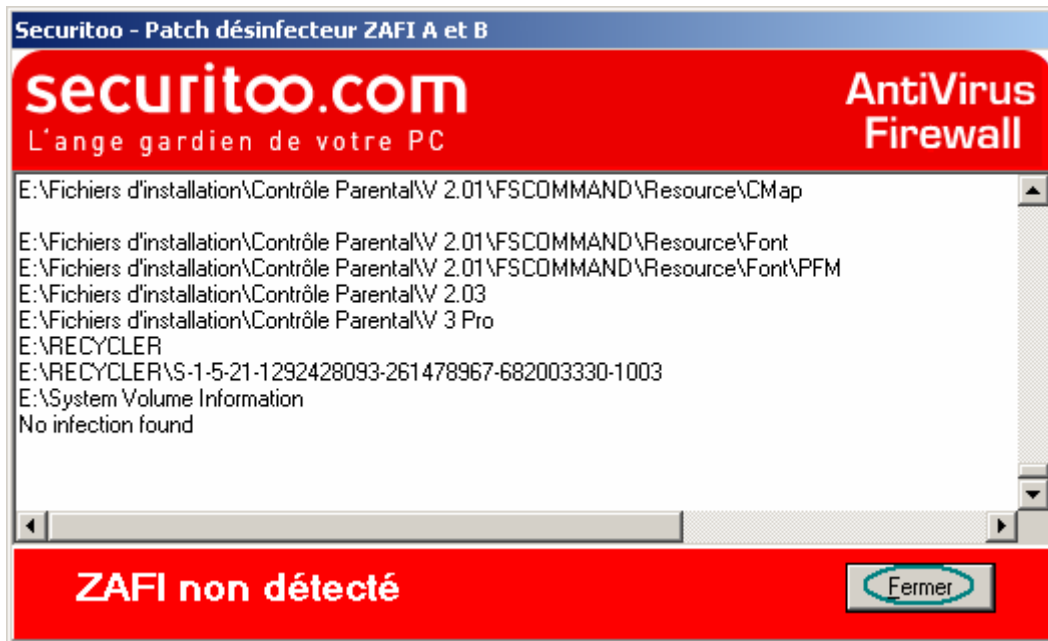 Securitoo - Patch désinfecteur ZAFI A et B
securitoo.com
L'ange gardien de votre PC
AntiVirus
Firewall
E:\Fichiers d'installation\Contrôle Parental\V 2.01\FSCOMMAND\Resource\CMap
E:\Fichiers d'installation\Contrôle Parental\V 2.01\FSCOMMAND\Resource\Font
E:\Fichiers d'installation\Contrôle Parental\V 2.01\FSCOMMAND\Resource\Font\PFM
E:\Fichiers d'installation\Contrôle Parental\V 2.03
E:\Fichiers d'installation\Contrôle Parental\V 3 Pro
E:\RECYCLER
E:\RECYCLER\S-1-5-21-1292428093-261478967-682003330-1003
E:\System Volume Information
No infection found
ZAFI non détecté
Fermer